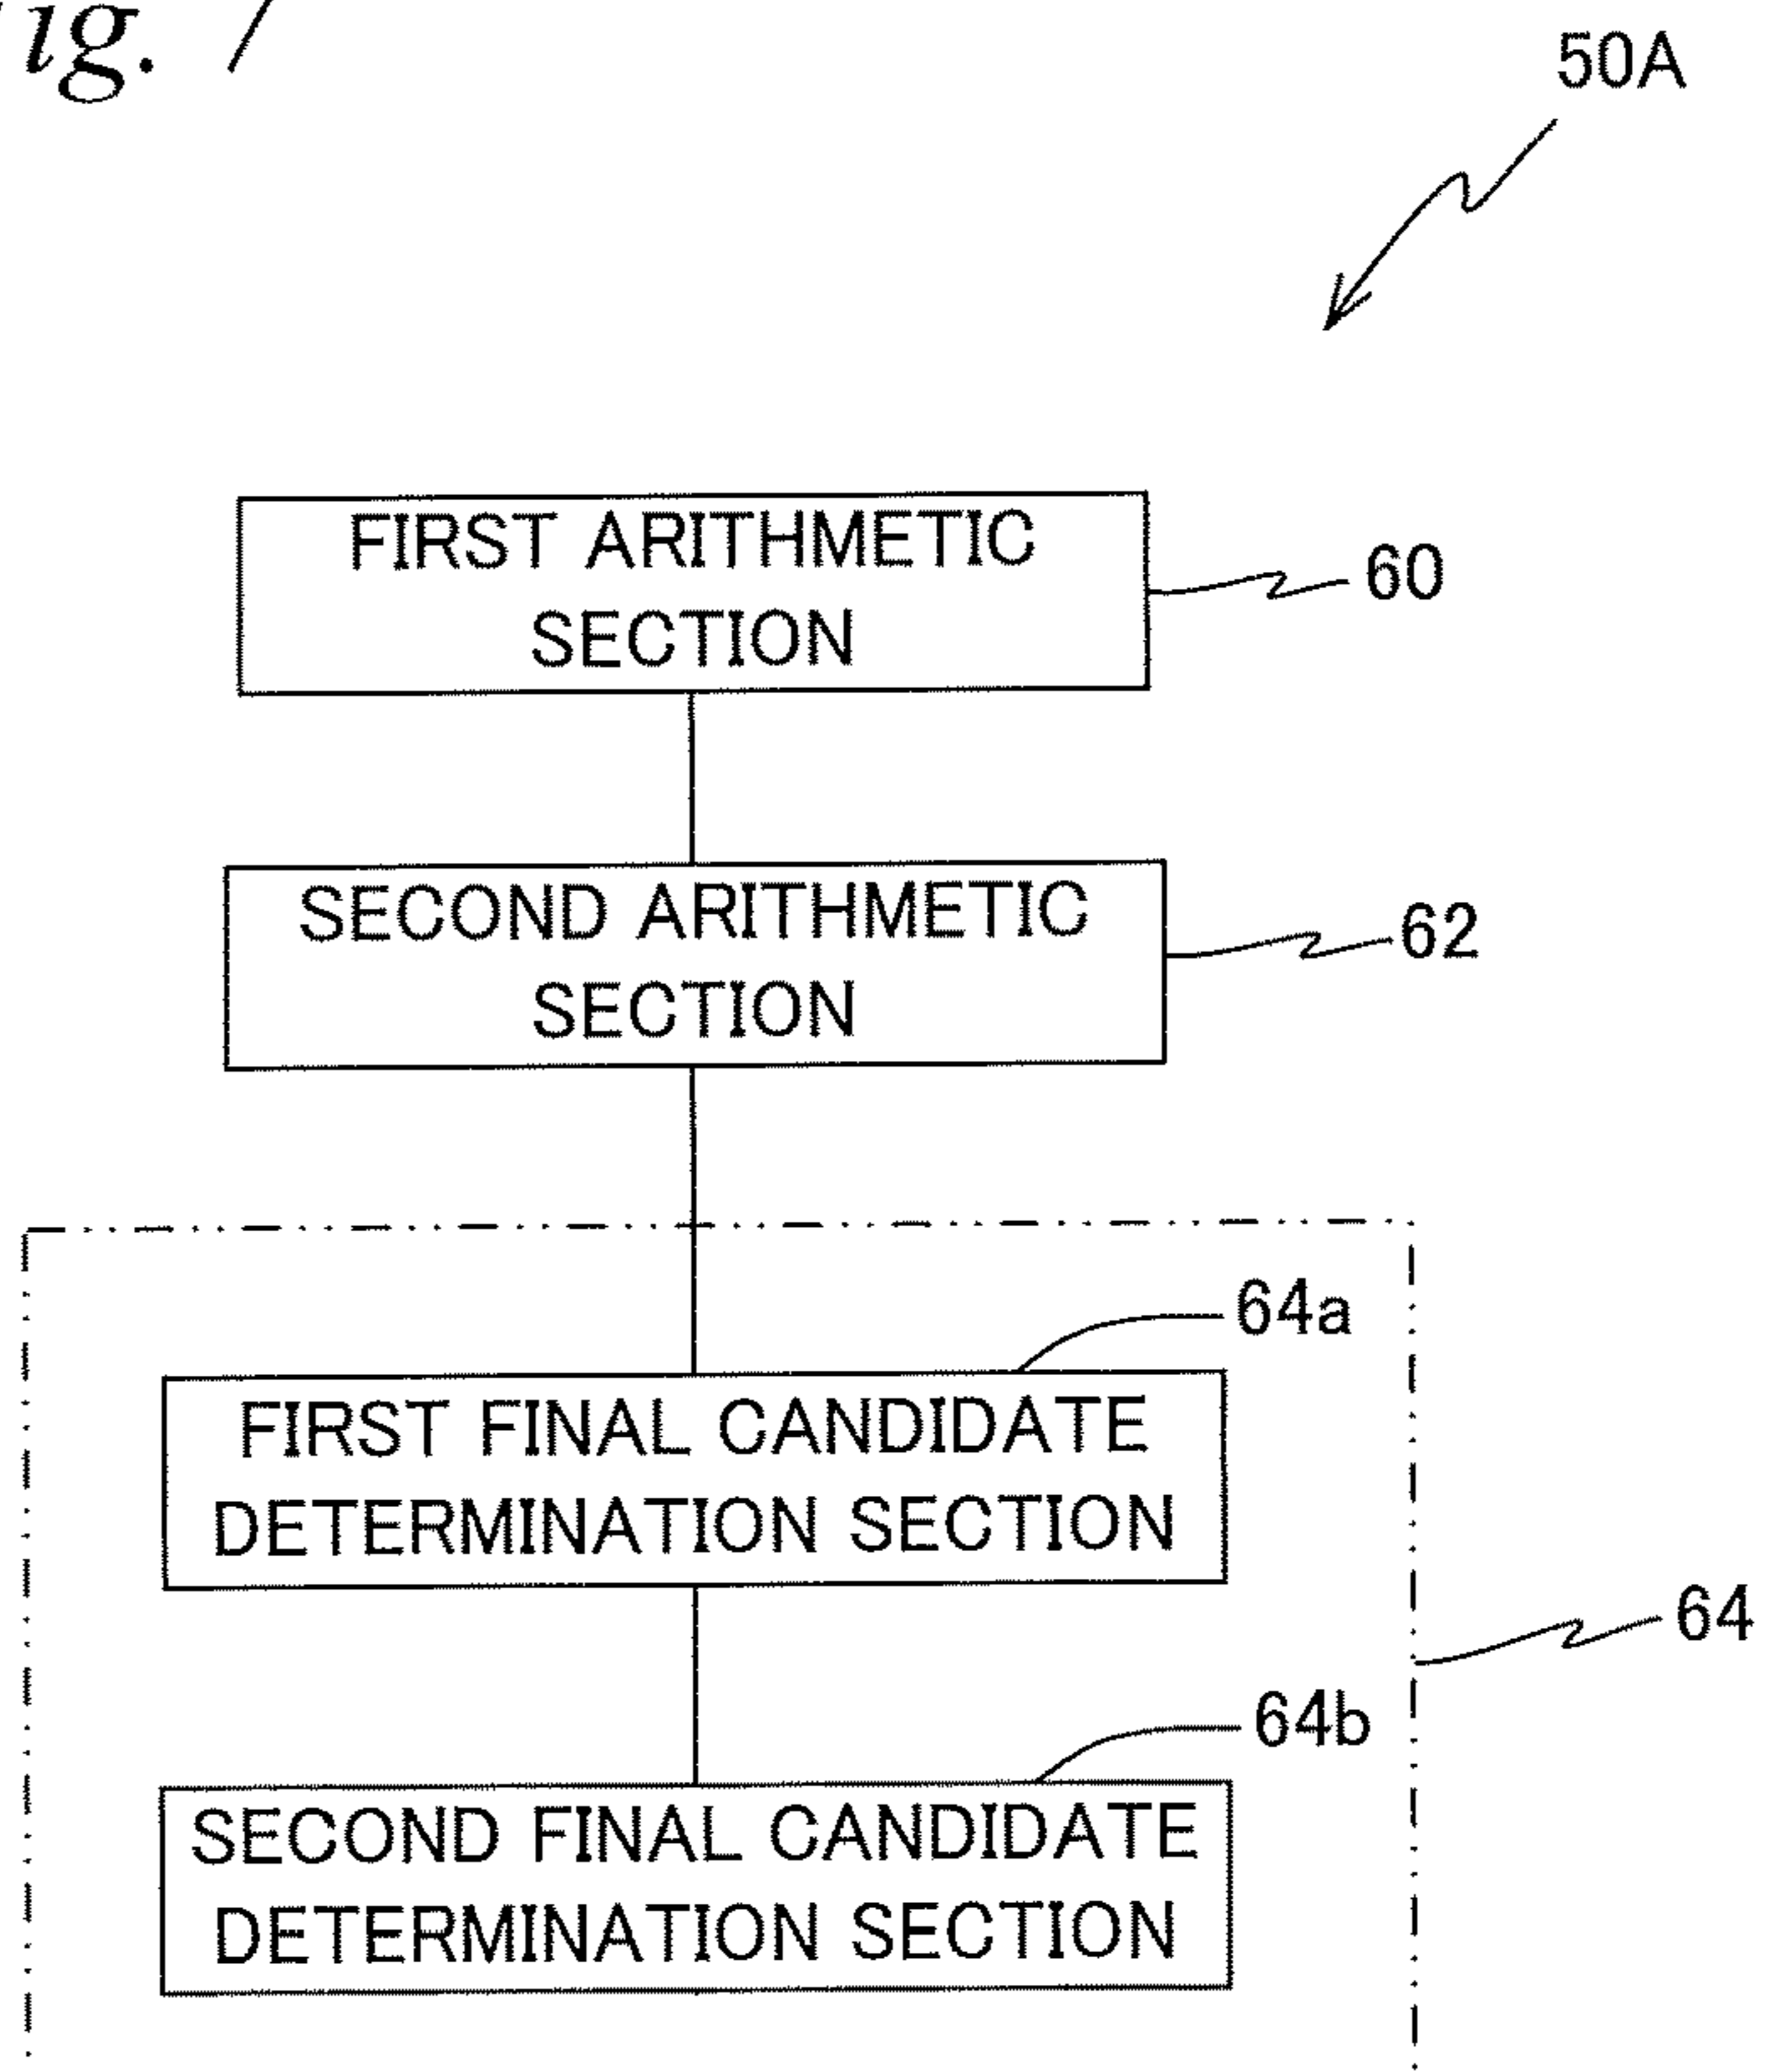 ig. 7
50A
FIRST ARITHMETIC
SECTION
60
SECOND ARITHMETIC
SECTION
62
64a
FIRST FINAL CANDIDATE
DETERMINATION SECTION
64
64b
SECOND FINAL CANDIDATE
DETERMINATION SECTION